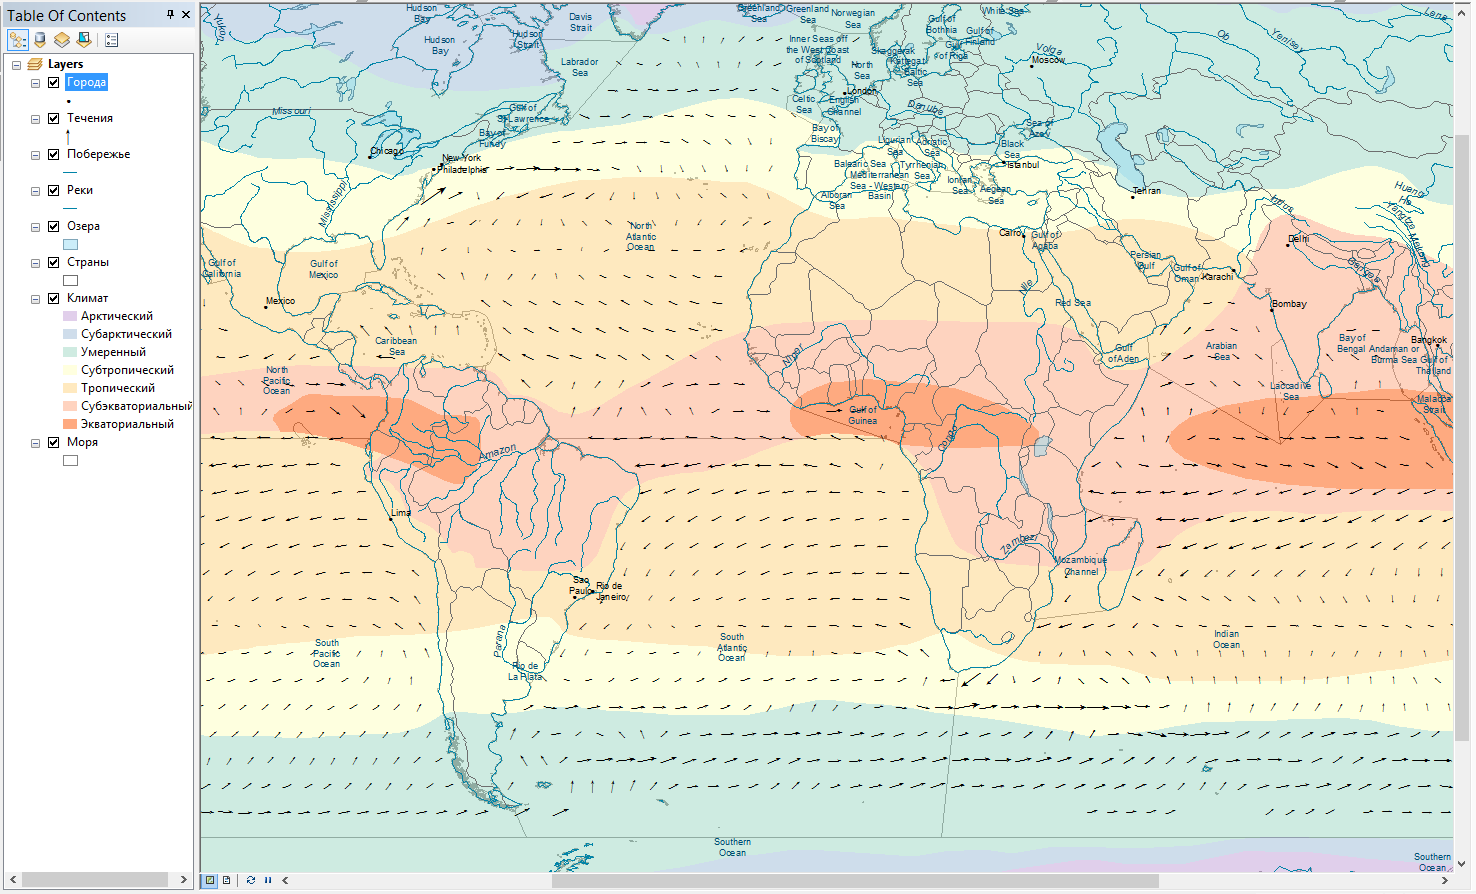 Table Of Contents
Layers
Города
Течения
Побережье
Реки
Озера
Страны
Климат
Арктический
Субарктический
Умеренный
Субтропический
Тропический
Субэкваториальный
Экваториальный
Моря
Hudson
Bay
Davis
Strait
Greenland
Sea
Greenland
Sea
Norwegian
Sea
White Sea
Lena
Yukon
Hudson
Bay
Hudson
Strait
Gulf of
Bothnia
Gulf of
Finland
Ob
Yenisey
Labrador
Sea
Inner Seas off
the West Coast
of Scotland
Skaggerak
Kattegat
Gulf
of Riga
Volga
Moscow
North
Sea
Baltic
Sea
London
Celtic
Sea
English
Channel
Danube
Missouri
Gulf of
St Lawrence
Bay of
Fundy
Bay of
Biscay
Sea of
Azov
Ligurian
Sea
Adriatic
Sea
Black
Sea
Istanbul
Chicago
New York
Philadelphia
Balearic Sea
Mediterranean
Sea - Western
Basin
Tyrrhenian
Sea
Ionian
Sea
Aegean
Sea
Alboran
Sea
Tehran
Mississippi
Huang
He
Yangtze
Mekong
Indus
North
Atlantic
Ocean
Cairo
Gulf of
Aqaba
Delhi
Gulf of
California
Gulf of
Mexico
Persian
Gulf
Gulf of
Oman
Karachi
Ganges
Nile
Mexico
Red Sea
Bombay
Caribbean
Sea
Niger
Gulf
of Aden
Arabian
Sea
Bay of
Bengal
Andaman or
Burma Sea
Bangkok
Gulf of
Thailand
North
Pacific
Ocean
Laccadive
Sea
Malacca
Strait
Gulf of
Guinea
Congo
Amazon
Lima
Zambezi
Mozambique
Channel
Sao
Paulo
Rio de
Janeiro
Parana
South
Pacific
Ocean
South
Atlantic
Ocean
Indian
Ocean
Rio de
La Plata
Southern
Ocean
Southern
Ocean